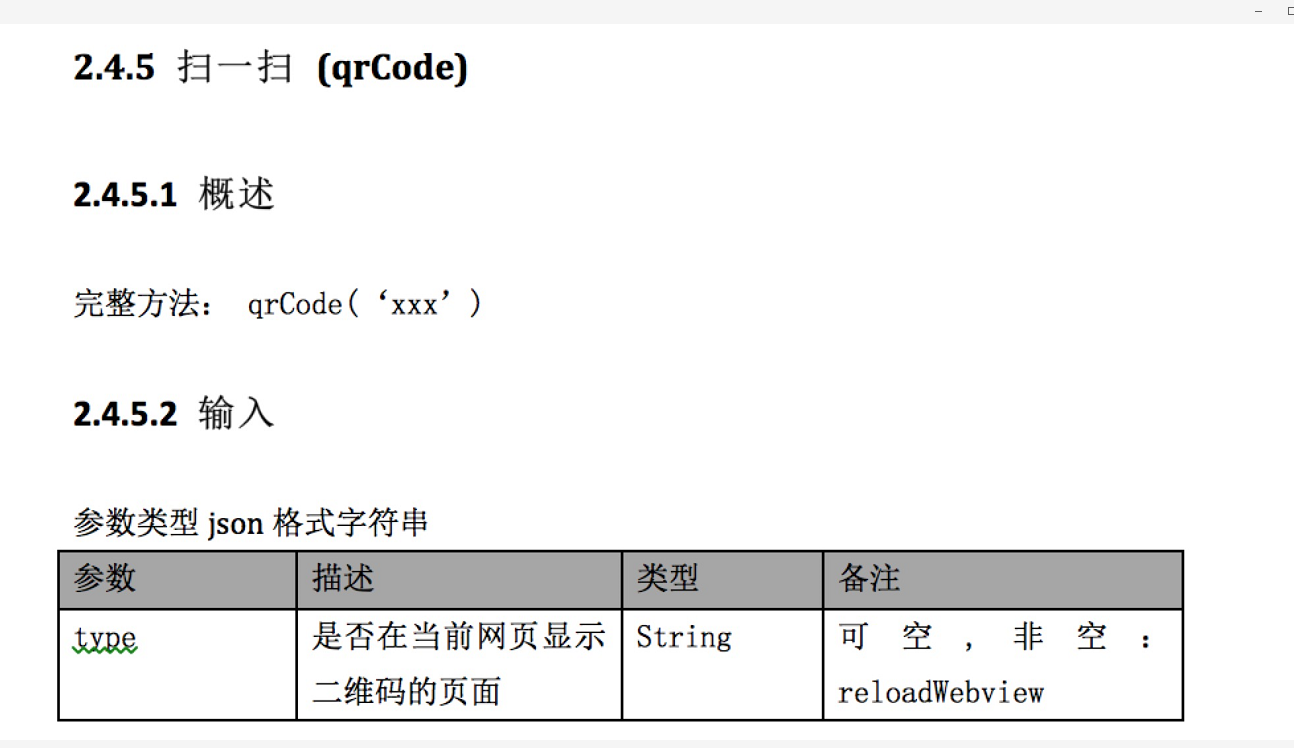 2.4.5 扫一扫 (qrCode)
2.4.5.1 概述
完整方法： qrCode(‘xxx’)
2.4.5.2 输入
参数类型 json 格式字符串
参数 描述 类型 备注
type 是否在当前网页显示 String 可空，非空：
二维码的页面 reloadWebview